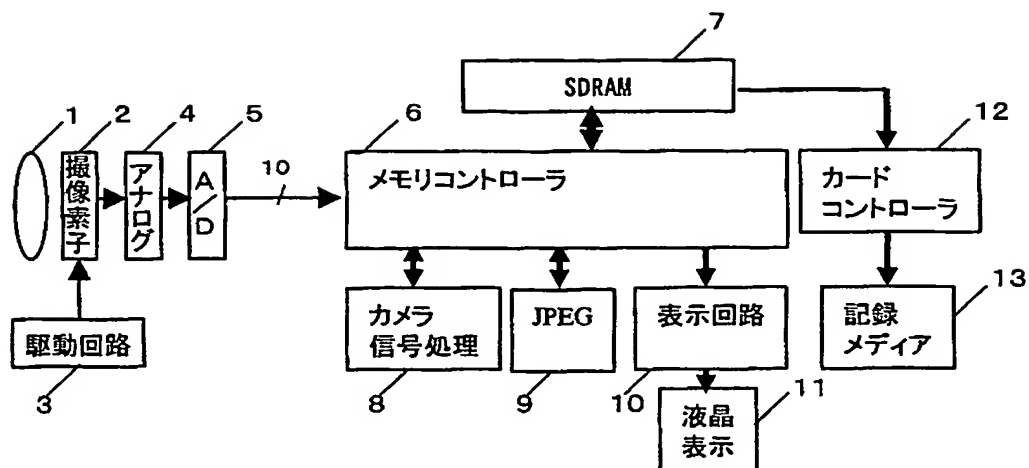 7
SDRAM
1
2
4
5
6
12
撮像素子
アナログ
A/D
10
メモリコントローラ
カード
コントローラ
駆動回路
カメラ
信号処理
JPEG
表示回路
記録
メディア
13
3
8
9
10
11
液晶
表示